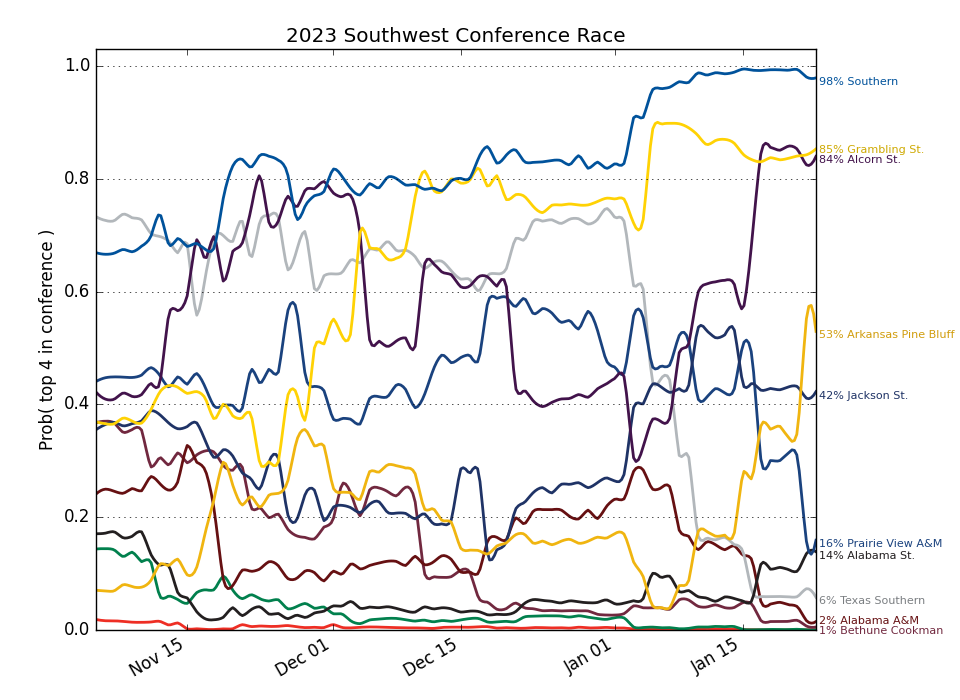 2023 Southwest Conference Race
Prob( top 4 in conference )
1.0
0.8
0.6
0.4
0.2
0.0
Nov 15
Dec 01
Dec 15
Jan 01
Jan 15
98% Southern
85% Grambling St.
84% Alcorn St.
53% Arkansas Pine Bluff
42% Jackson St.
16% Prairie View A&M
14% Alabama St.
6% Texas Southern
2% Alabama A&M
1% Bethune Cookman